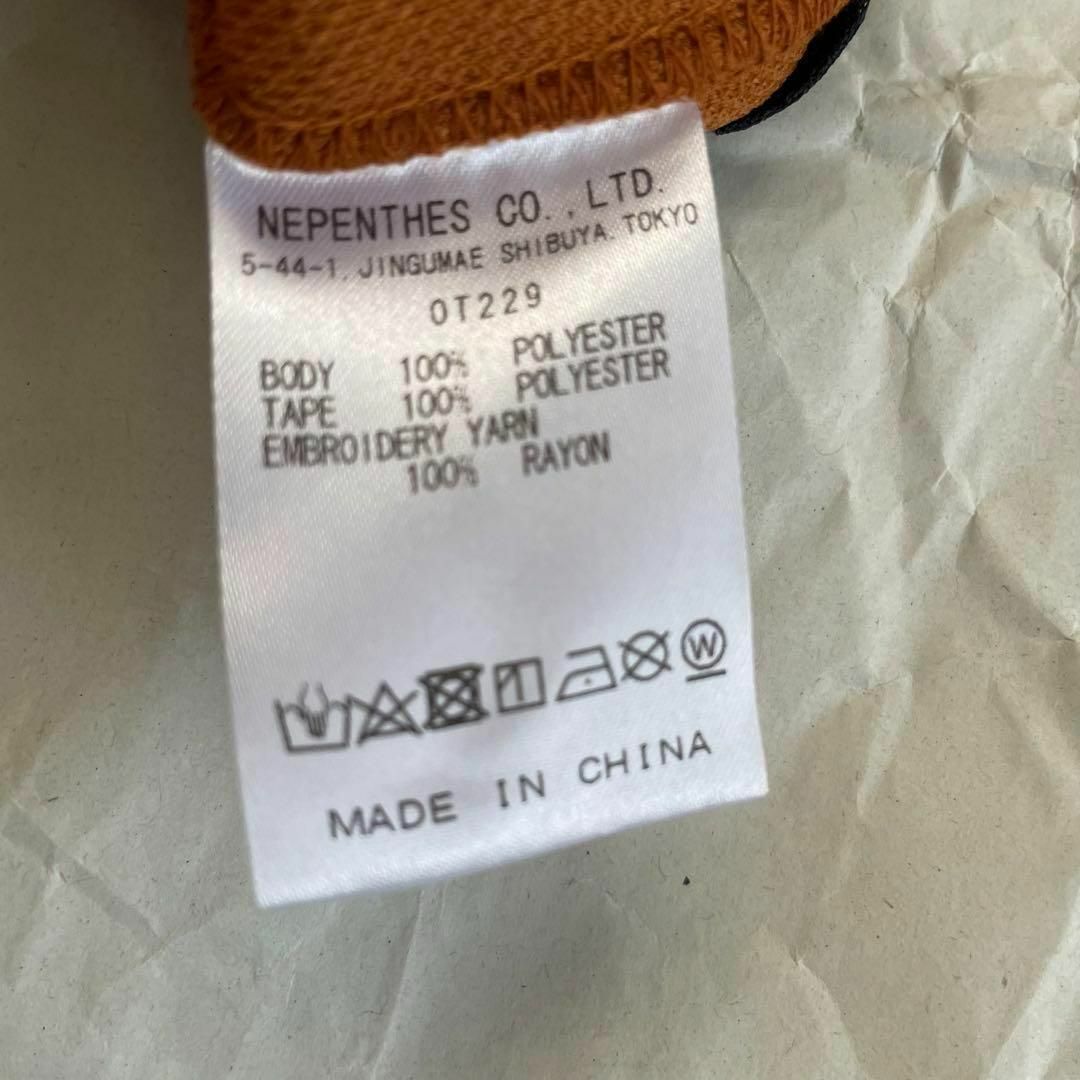 NEPENTHES CO., LTD.
5-44-1, JINGUMAE SHIBUYA. TOKYO
OT229
BODY 100% POLYESTER
TAPE 100% POLYESTER
EMBROIDERY YARN
100% RAYON
W
MADE IN CHINA